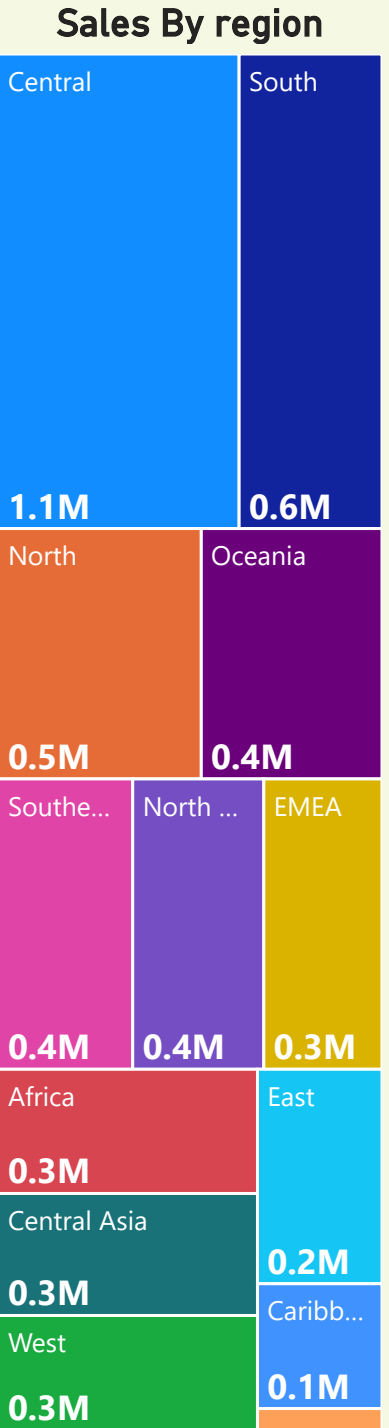 Sales By region
Central
1.1M
South
0.6M
North
0.5M
Oceania
0.4M
Southe...
0.4M
North ...
0.4M
EMEA
0.3M
Africa
0.3M
Central Asia
0.3M
West
0.3M
East
0.2M
Caribb...
0.1M